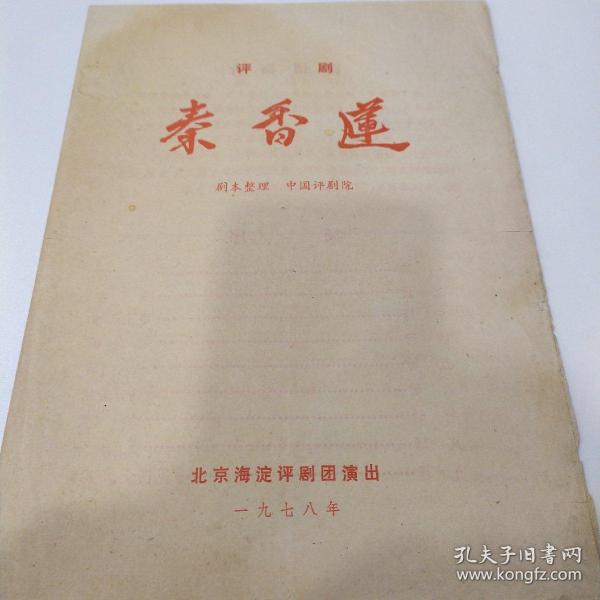 评 剧
秦香蓮
剧本整理 中国评剧院
北京海淀评剧团演出
一九七八年
孔夫子旧書网
www.kongfz.com